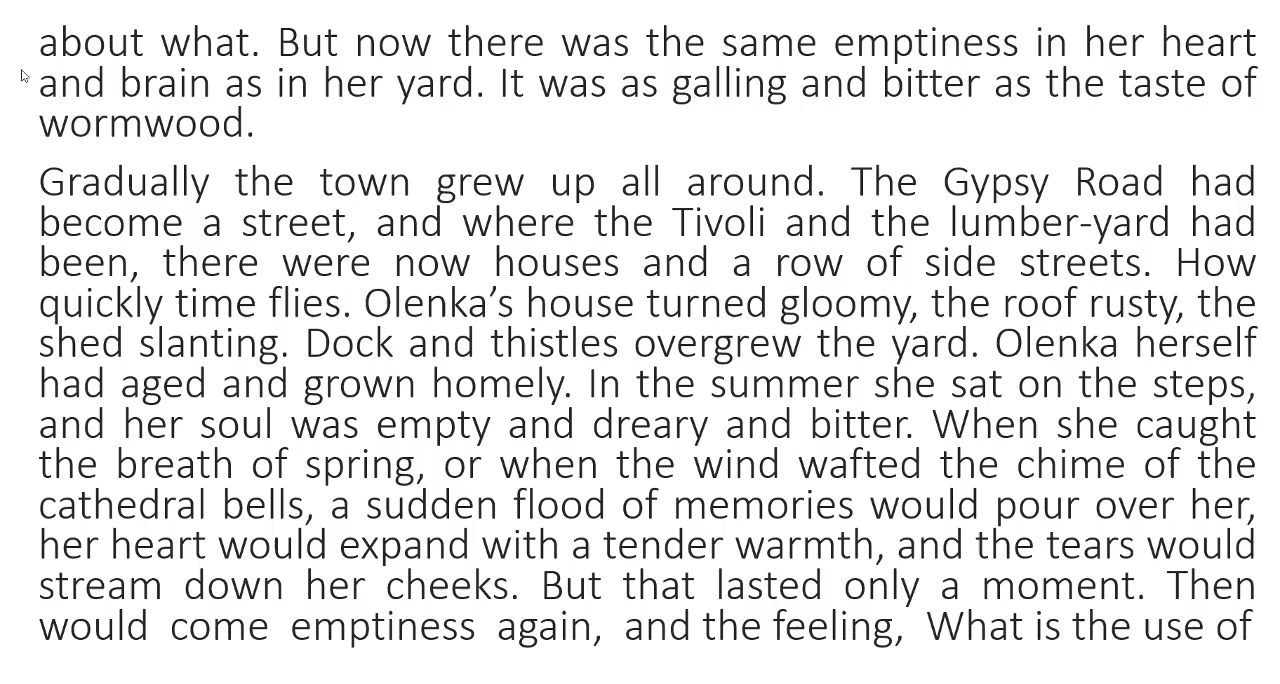 about what. But now there was the same emptiness in her heart
and brain as in her yard. It was as galling and bitter as the taste of
wormwood.
Gradually the town grew up all around. The Gypsy Road had
become a street, and where the Tivoli and the lumber-yard had
been, there were now houses and a row of side streets. How
quickly time flies. Olenka’s house turned gloomy, the roof rusty, the
shed slanting. Dock and thistles overgrew the yard. Olenka herself
had aged and grown homely. In the summer she sat on the steps,
and her soul was empty and dreary and bitter. When she caught
the breath of spring, or when the wind wafted the chime of the
cathedral bells, a sudden flood of memories would pour over her,
her heart would expand with a tender warmth, and the tears would
stream down her cheeks. But that lasted only a moment. Then
would come emptiness again, and the feeling, What is the use of